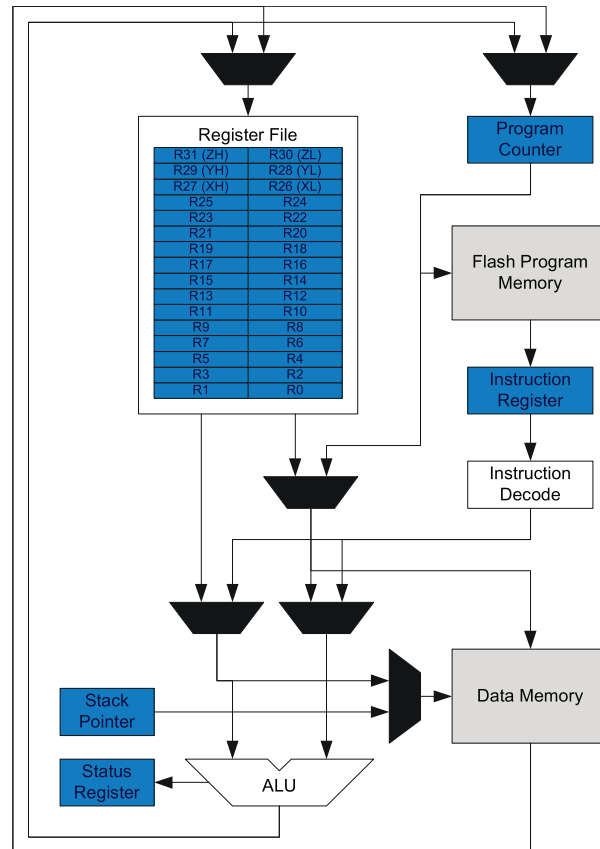 Register File
R31 (ZH) R30 (ZL)
R29 (YH) R28 (YL)
R27 (XH) R26 (XL)
R25 R24
R23 R22
R21 R20
R19 R18
R17 R16
R15 R14
R13 R12
R11 R10
R9 R8
R7 R6
R5 R4
R3 R2
R1 R0
Program
Counter
Flash Program
Memory
Instruction
Register
Instruction
Decode
Stack
Pointer
Data Memory
Status
Register
ALU